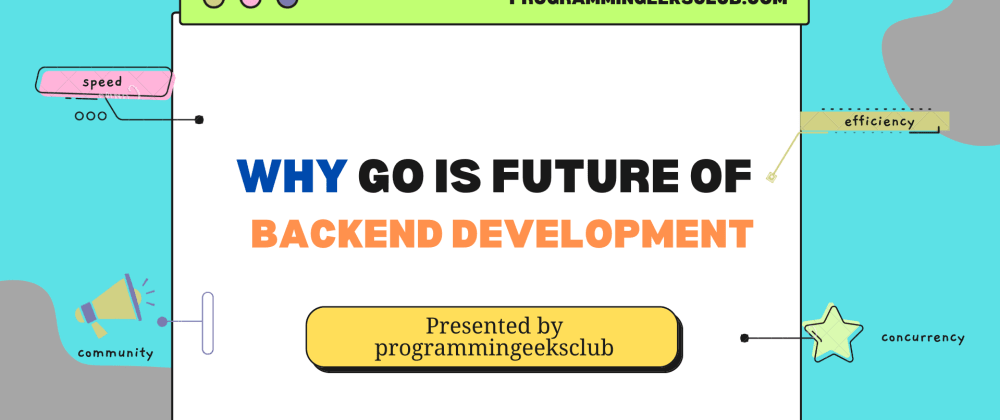 PROGRAMMINGEEKSCLUB.COM
speed
efficiency
WHY GO IS FUTURE OF
BACKEND DEVELOPMENT
Presented by
programmingeeksclub
community
concurrency